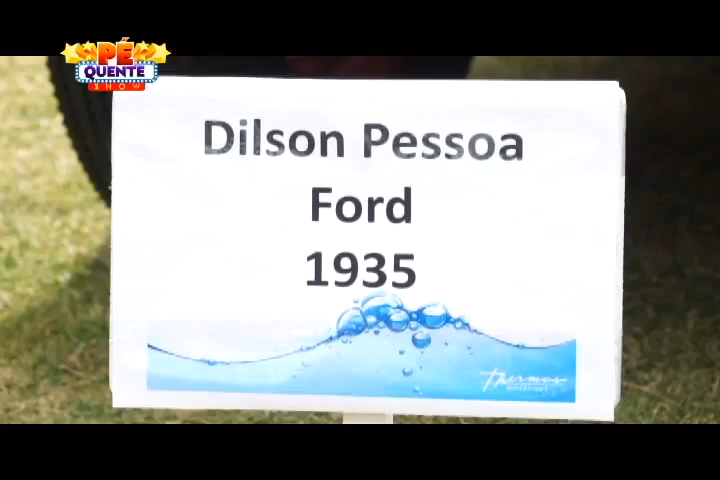 PÉ
QUENTE
SHOW
Dilson Pessoa
Ford
1935
Thermas